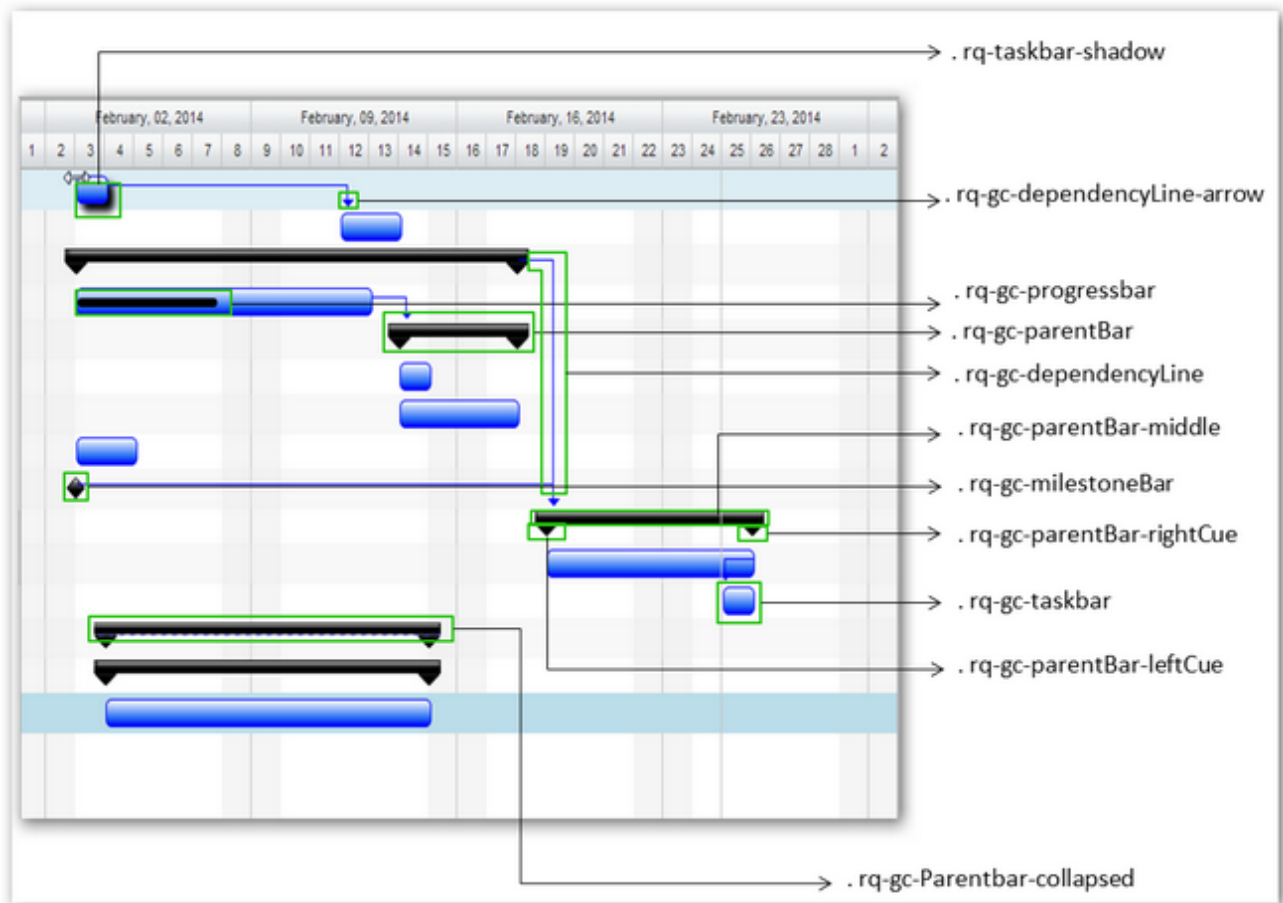 . rq-taskbar-shadow
February, 02, 2014 February, 09, 2014 February, 16, 2014 February, 23, 2014
1 2 3 4 5 6 7 8 9 10 11 12 13 14 15 16 17 18 19 20 21 22 23 24 25 26 27 28 1 2
. rq-gc-dependencyLine-arrow
. rq-gc-progressbar
. rq-gc-parentBar
. rq-gc-dependencyLine
. rq-gc-parentBar-middle
. rq-gc-milestoneBar
. rq-gc-parentBar-rightCue
. rq-gc-taskbar
. rq-gc-parentBar-leftCue
. rq-gc-Parentbar-collapsed